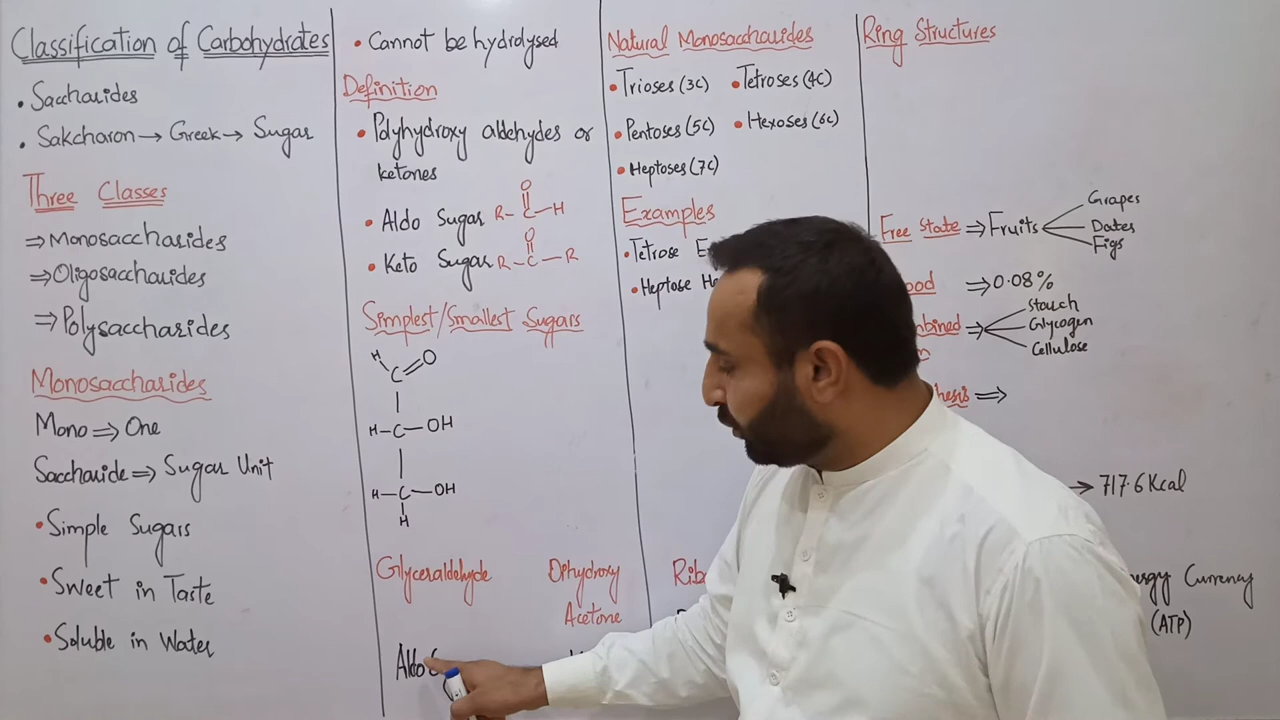 Classification of Carbohydrates
• Saccharides
• Sakcharon → Greek → Sugar
Three Classes
⇒ Monosaccharides
⇒ Oligosaccharides
⇒ Polysaccharides
Monosaccharides
Mono ⇒ One
Saccharide ⇒ Sugar Unit
• Simple Sugars
• Sweet in Taste
• Soluble in Water
• Cannot be hydrolysed
Definition
• Polyhydroxy aldehydes or
ketones
• Aldo Sugar R-C-H
O
• Keto Sugar R-C-R
O
Simplest/Smallest Sugars
H C O
H-C-OH
H-C-OH
H
Glyceraldehyde
Dihydroxy
Acetone
Aldo
Natural Monosaccharides
• Trioses (3C) • Tetroses (4C)
• Pentoses (5C) • Hexoses (6C)
• Heptoses (7C)
Examples
• Tetrose
• Heptose
Ring Structures
Free State ⇒ Fruits
Grapes
Dates
Figs
⇒ 0.08%
⇒
Starch
Glycogen
Cellulose
⇒
→ 717.6 Kcal
Currency
(ATP)